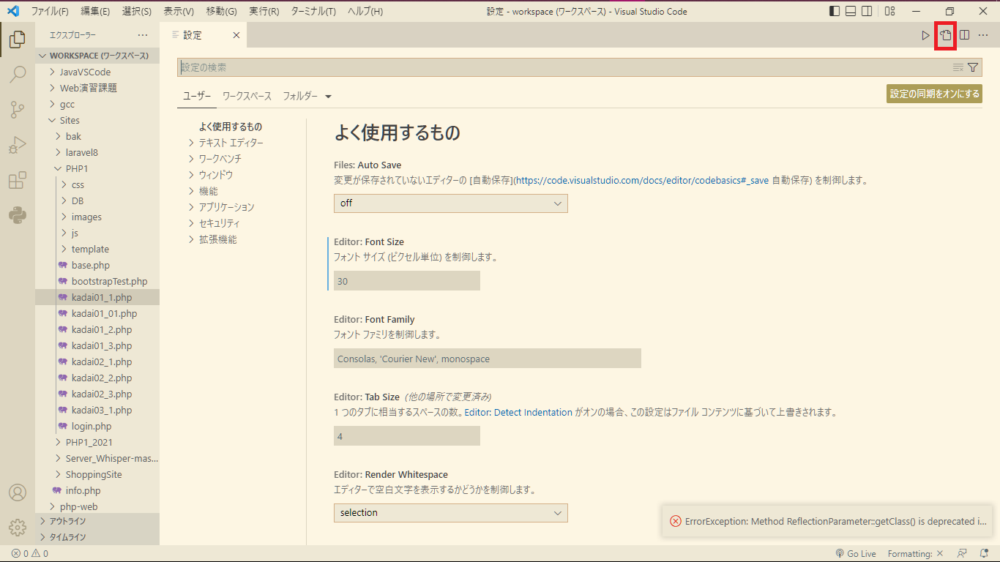 ファイル(F) 編集(E) 選択(S) 表示(V) 移動(G) 実行(R) ターミナル(T) ヘルプ(H) 設定 - workspace (ワークスペース) - Visual Studio Code
エクスプローラー
設定
WORKSPACE (ワークスペース)
JavaVSCode
Web演習課題
gcc
Sites
bak
laravel8
PHP1
css
DB
images
js
template
base.php
bootstrapTest.php
kadai01_1.php
kadai01_01.php
kadai01_2.php
kadai01_3.php
kadai02_1.php
kadai02_2.php
kadai02_3.php
kadai03_1.php
login.php
PHP1_2021
Server_Whisper-mas...
ShoppingSite
info.php
php-web
アウトライン
タイムライン
設定の検索
ユーザー ワークスペース フォルダー
設定の同期をオンにする
よく使用するもの
テキスト エディター
ワークベンチ
ウィンドウ
機能
アプリケーション
セキュリティ
拡張機能
よく使用するもの
Files: Auto Save
変更が保存されていないエディターの [自動保存](https://code.visualstudio.com/docs/editor/codebasics#_save 自動保存) を制御します。
off
Editor: Font Size
フォント サイズ (ピクセル単位) を制御します。
30
Editor: Font Family
フォント ファミリを制御します。
Consolas, 'Courier New', monospace
Editor: Tab Size (他の場所で変更済み)
1 つのタブに相当するスペースの数。Editor: Detect Indentation がオンの場合、この設定はファイル コンテンツに基づいて上書きされます。
4
Editor: Render Whitespace
エディターで空白文字を表示するかどうかを制御します。
selection
ErrorException: Method ReflectionParameter::getClass() is deprecated i...
0 0
Go Live Formatting: ×